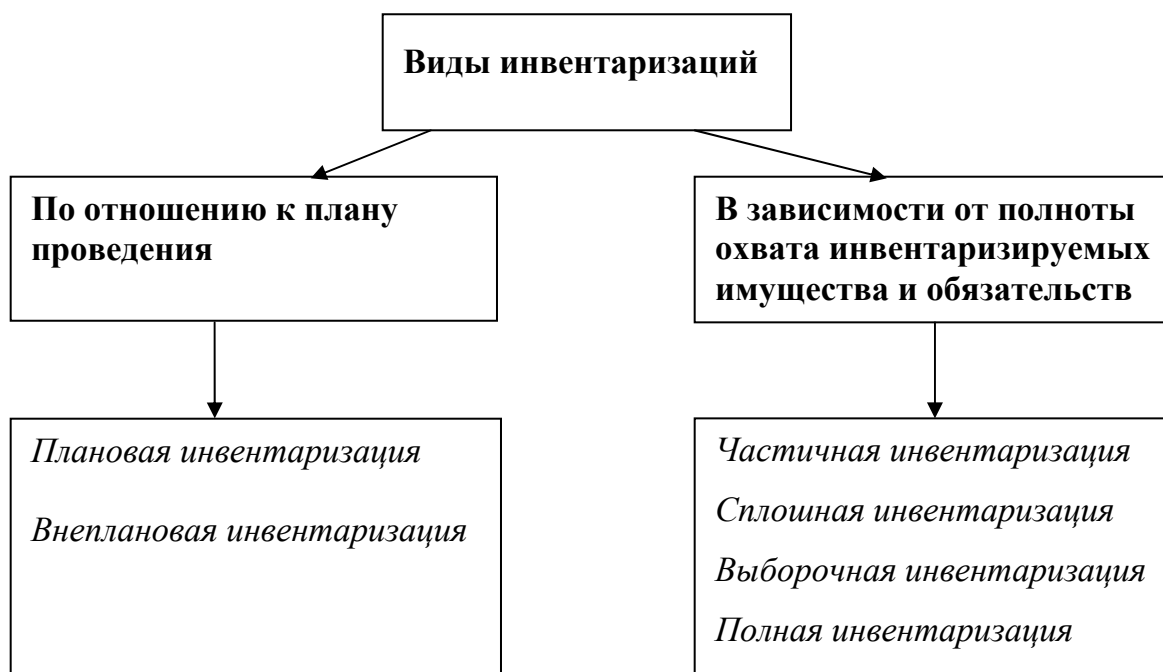 Виды инвентаризаций
По отношению к плану
проведения
В зависимости от полноты
охвата инвентаризируемых
имущества и обязательств
Плановая инвентаризация
Внеплановая инвентаризация
Частичная инвентаризация
Сплошная инвентаризация
Выборочная инвентаризация
Полная инвентаризация